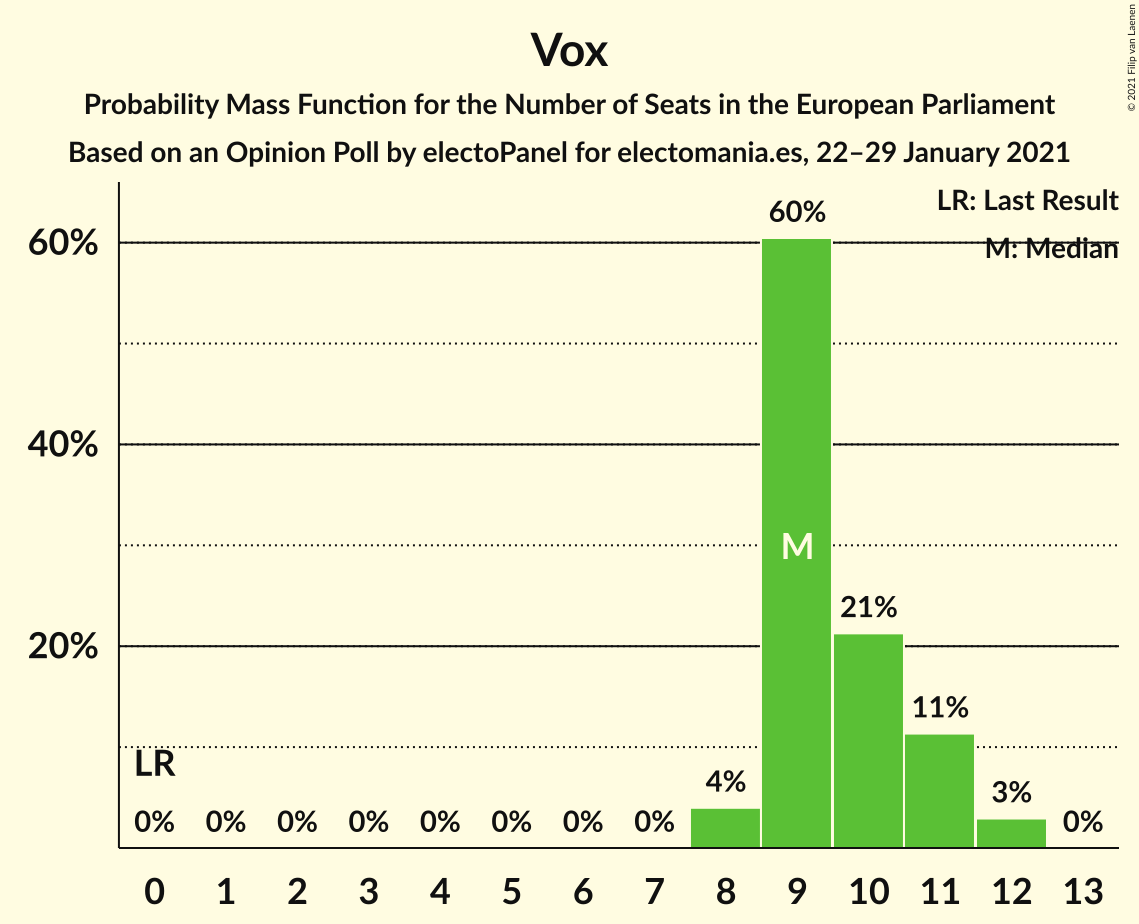 Vox
Probability Mass Function for the Number of Seats in the European Parliament
Based on an Opinion Poll by electoPanel for electomania.es, 22–29 January 2021
© 2021 Filip van Laenen
LR: Last Result
M: Median
60%
40%
20%
60%
M
21%
11%
4%
3%
LR
0% 0% 0% 0% 0% 0% 0% 0% 0%
0 1 2 3 4 5 6 7 8 9 10 11 12 13